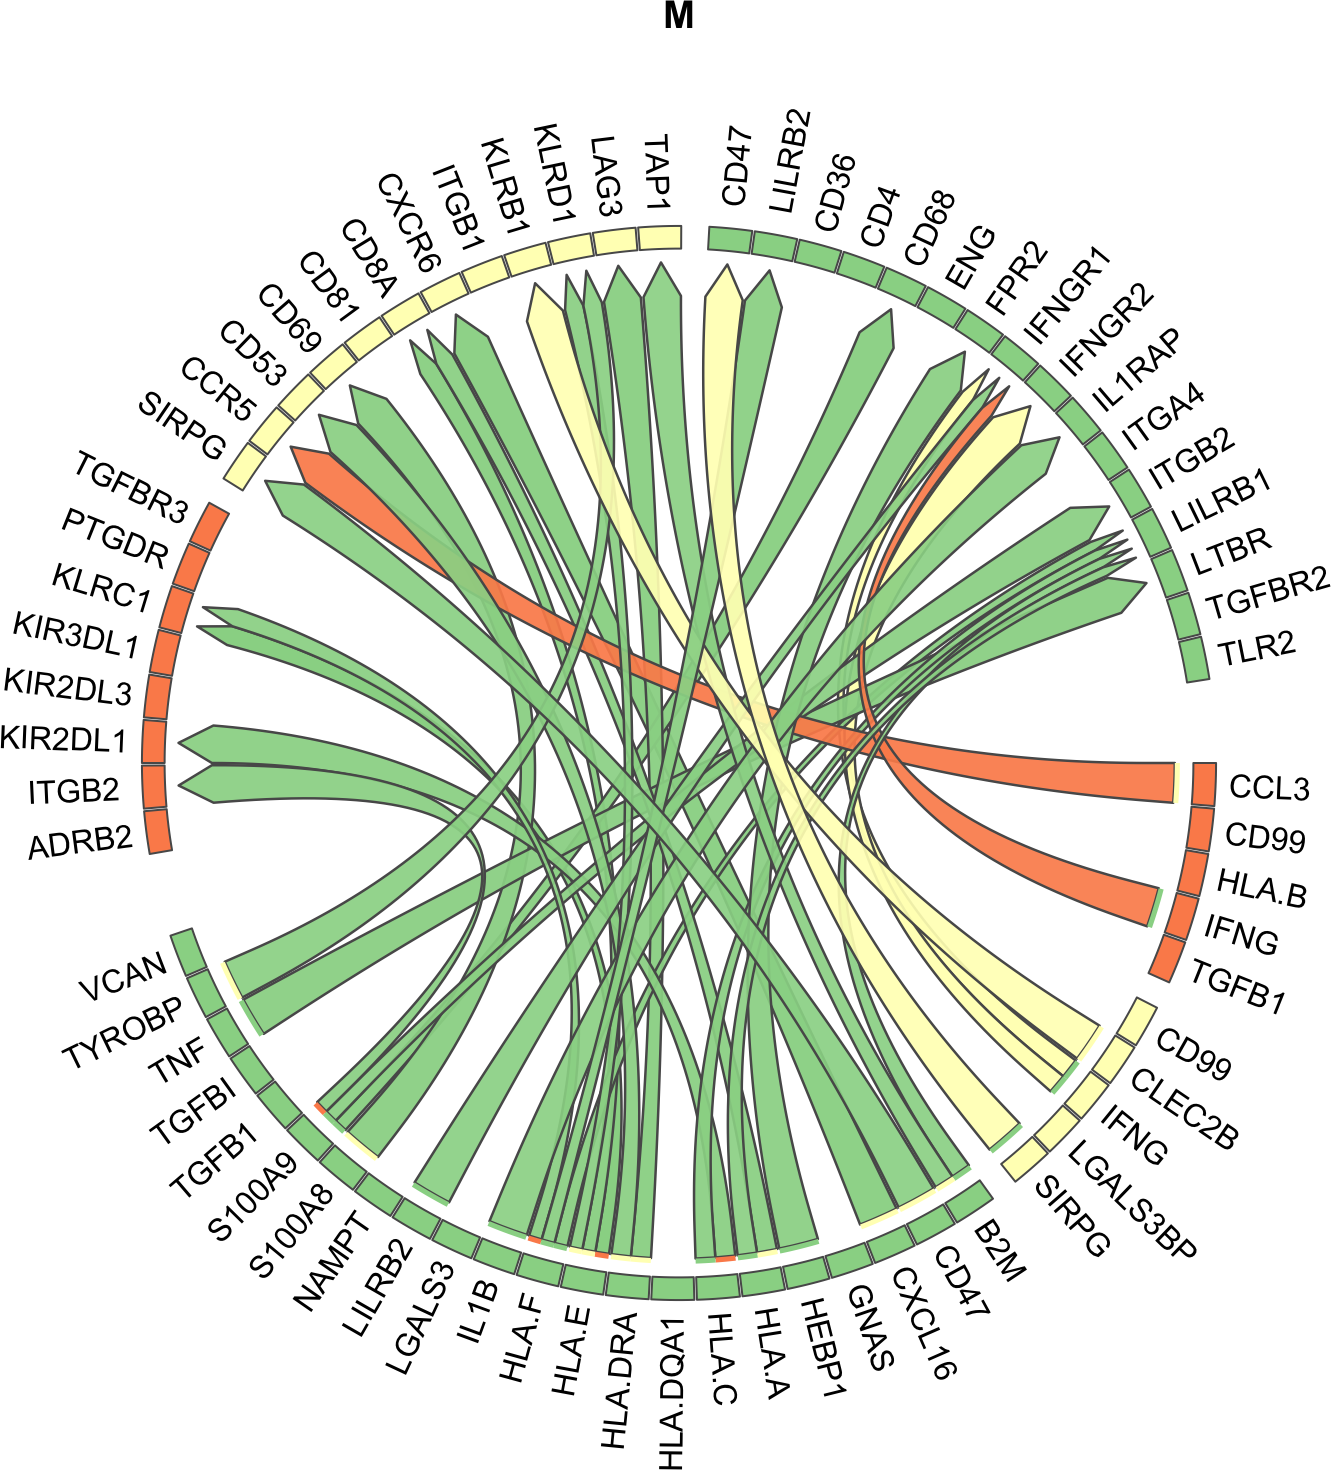 M
CD47
LILRB2
CD36
CD4
CD68
ENG
FPR2
IFNGR1
IFNGR2
IL1RAP
ITGA4
ITGB2
LILRB1
LTBR
TGFBR2
TLR2
CCL3
CD99
HLA.B
IFNG
TGFB1
CD99
CLEC2B
IFNG
LGALS3BP
SIRPG
B2M
CD47
CXCL16
GNAS
HEBP1
HLA.A
HLA.C
HLA.DQA1
HLA.DRA
HLA.E
HLA.F
IL1B
LGALS3
LILRB2
NAMPT
S100A8
S100A9
TGFB1
TGFBI
TNF
TYROBP
VCAN
ADRB2
ITGB2
KIR2DL1
KIR2DL3
KIR3DL1
KLRC1
PTGDR
TGFBR3
SIRPG
CCR5
CD53
CD69
CD81
CD8A
CXCR6
ITGB1
KLRB1
KLRD1
LAG3
TAP1